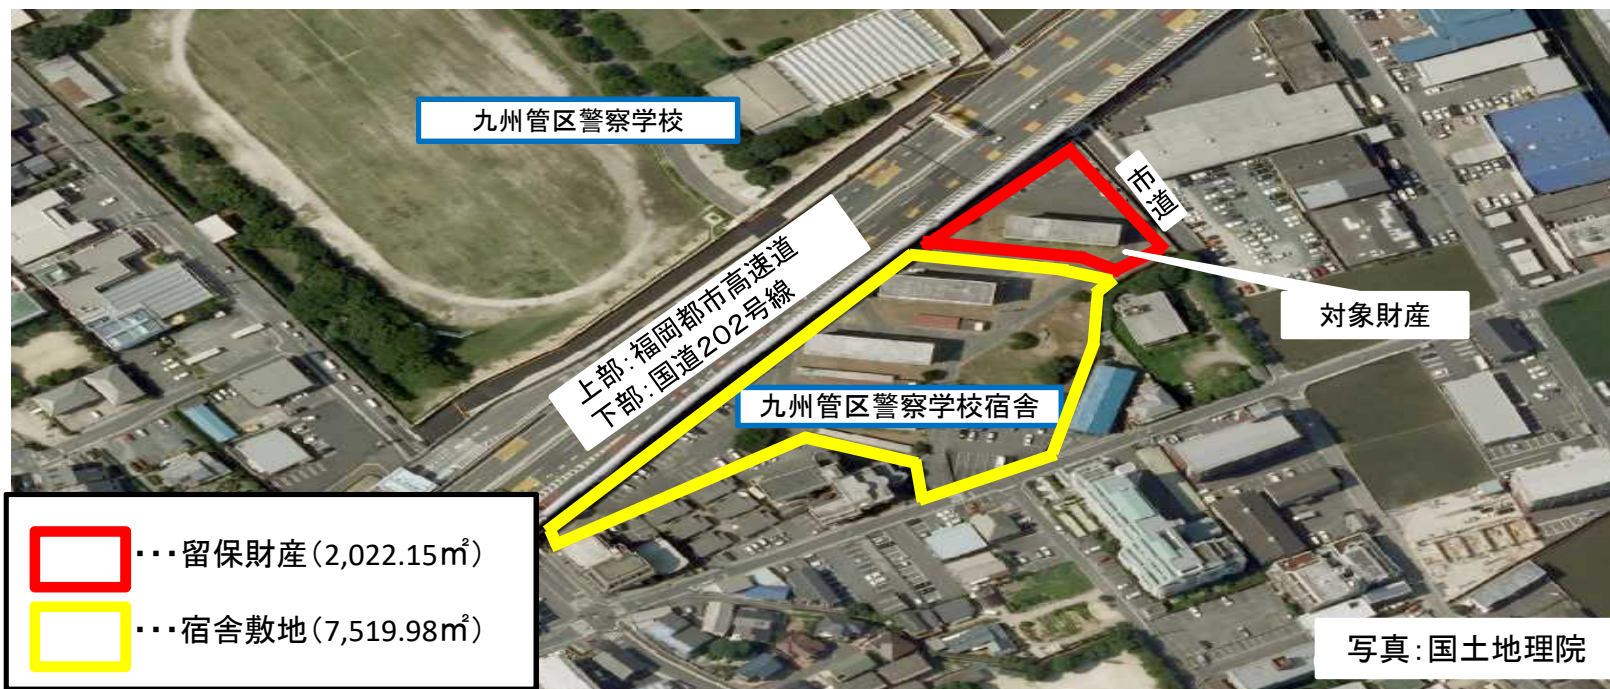 九州管区警察学校
市道
上部：福岡都市高速道
下部：国道202号線
対象財産
九州管区警察学校宿舎
・・・留保財産（2,022.15㎡）
・・・宿舎敷地（7,519.98㎡）
写真：国土地理院